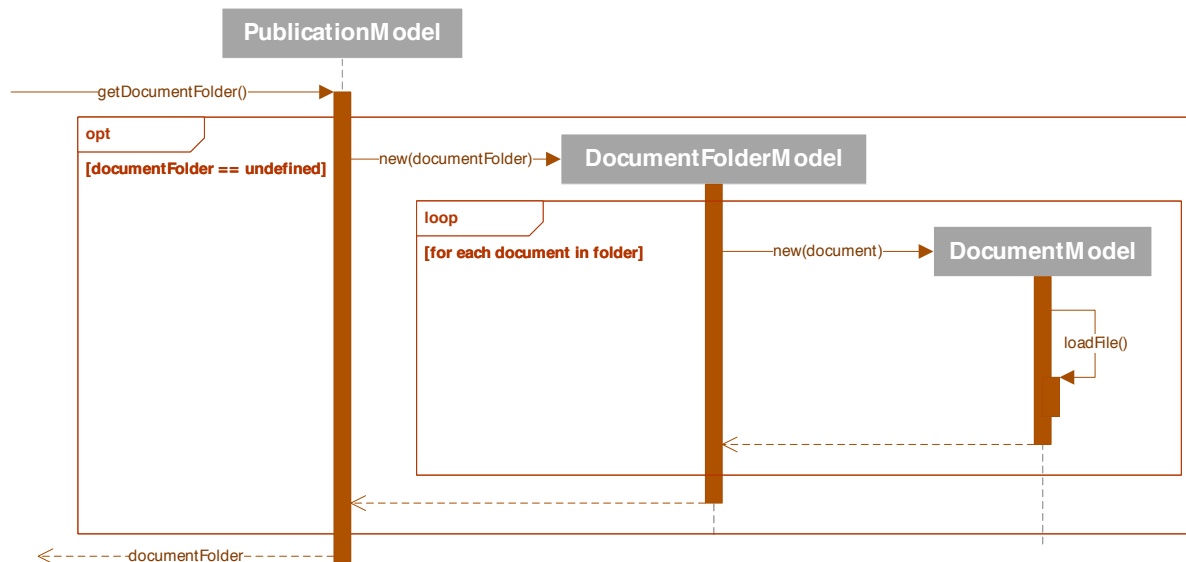 PublicationModel
getDocumentFolder()
opt
[documentFolder == undefined]
new(documentFolder)
DocumentFolderModel
loop
[for each document in folder]
new(document)
DocumentModel
loadFile()
documentFolder